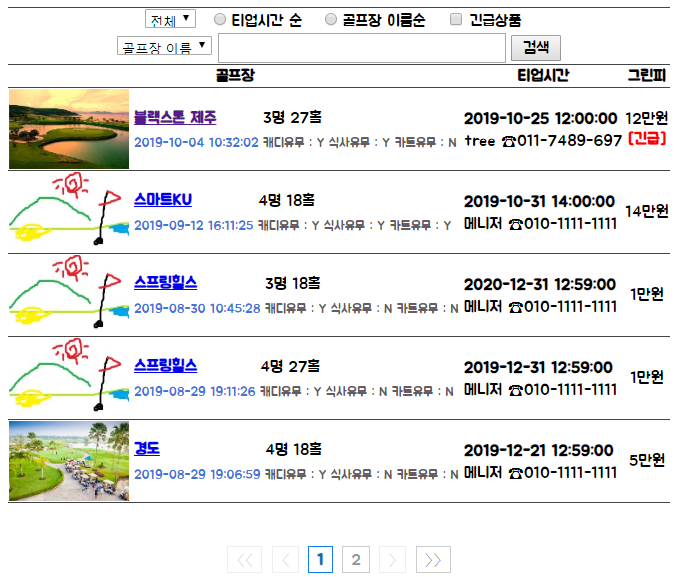 전체 ▼ 티업시간 순 골프장 이름순 긴급상품
골프장 이름 ▼ 검색
골프장 티업시간 그린피
블랙스톤 제주 3명 27홀 2019-10-25 12:00:00 12만원
2019-10-04 10:32:02 캐디유무 : Y 식사유무 : Y 카트유무 : N tree ☎011-7489-697 [긴급]
스마트KU 4명 18홀 2019-10-31 14:00:00 14만원
2019-09-12 16:11:25 캐디유무 : Y 식사유무 : Y 카트유무 : Y 메니저 ☎010-1111-1111
스프링힐스 3명 18홀 2020-12-31 12:59:00 1만원
2019-08-30 10:45:28 캐디유무 : Y 식사유무 : N 카트유무 : N 메니저 ☎010-1111-1111
스프링힐스 4명 27홀 2019-12-31 12:59:00 1만원
2019-08-29 19:11:26 캐디유무 : Y 식사유무 : N 카트유무 : N 메니저 ☎010-1111-1111
경도 4명 18홀 2019-12-21 12:59:00 5만원
2019-08-29 19:06:59 캐디유무 : Y 식사유무 : N 카트유무 : N 메니저 ☎010-1111-1111
《 〈 1 2 〉 》